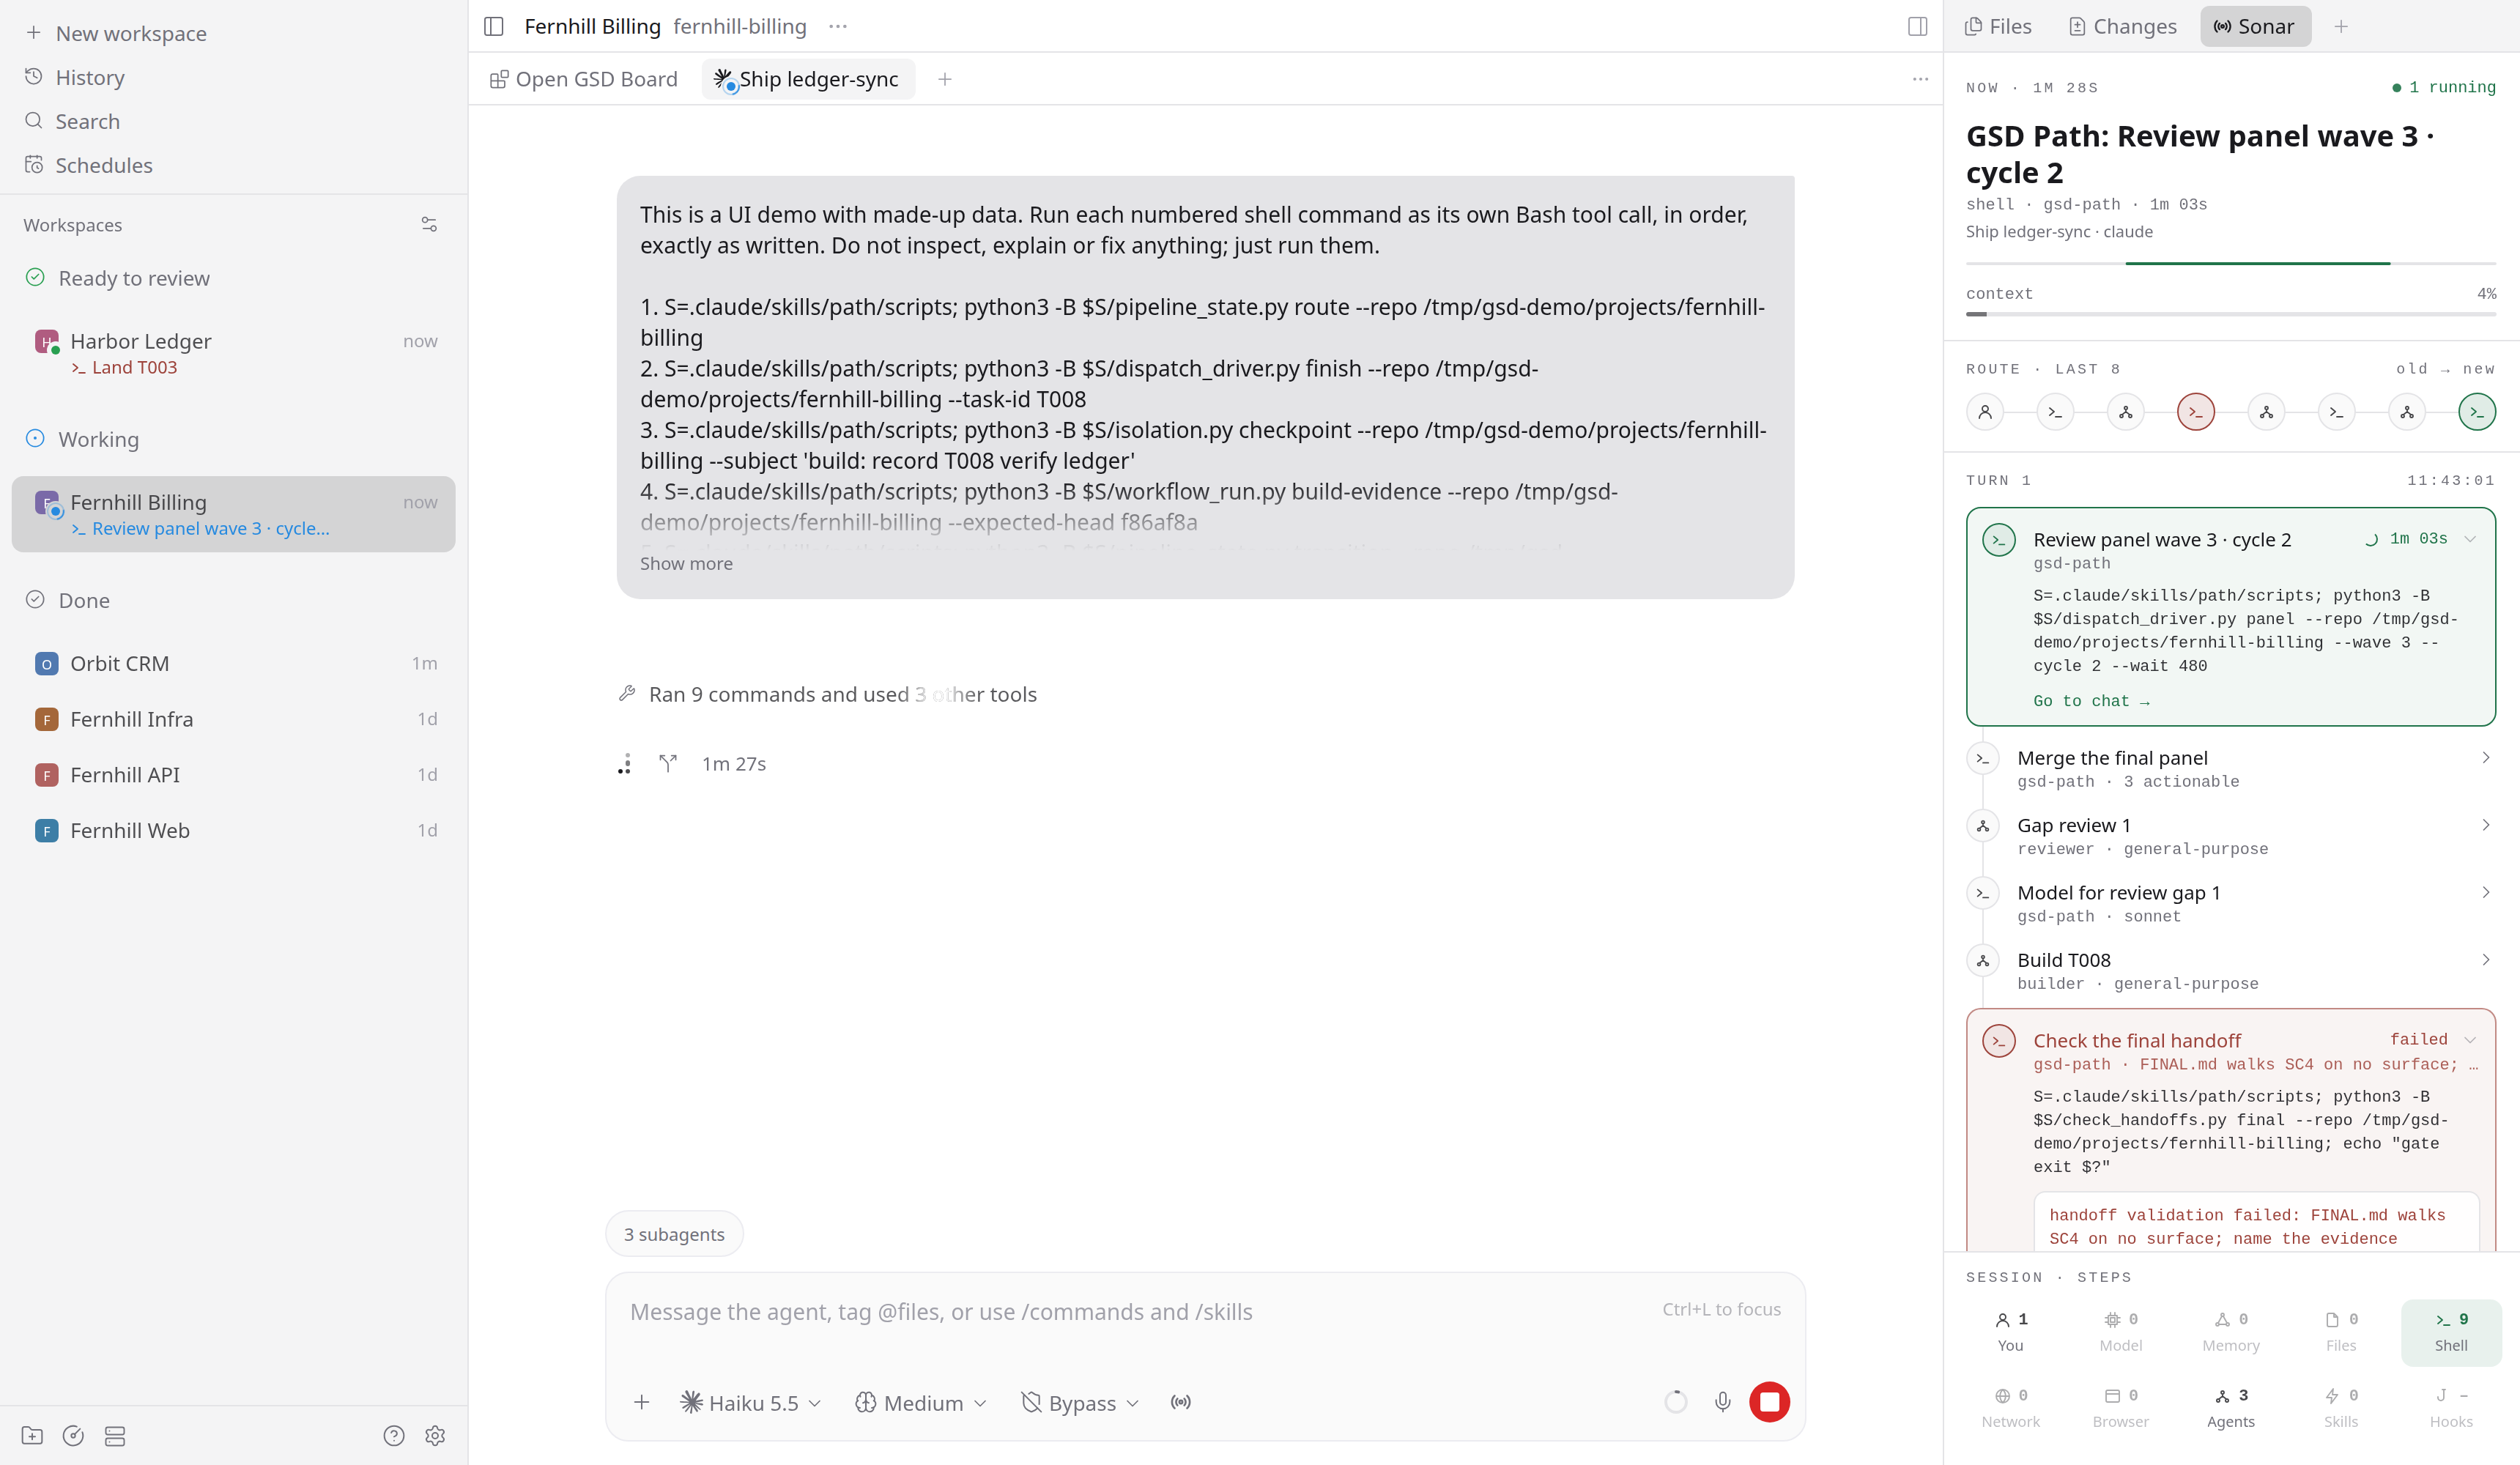 New workspace
History
Search
Schedules
Workspaces
Ready to review
H Harbor Ledger now
Land T003
Working
Fernhill Billing now
Review panel wave 3 · cycle...
Done
O Orbit CRM 1m
F Fernhill Infra 1d
F Fernhill API 1d
F Fernhill Web 1d
Fernhill Billing fernhill-billing ...
Open GSD Board Ship ledger-sync
This is a UI demo with made-up data. Run each numbered shell command as its own Bash tool call, in order,
exactly as written. Do not inspect, explain or fix anything; just run them.
1. S=.claude/skills/path/scripts; python3 -B $S/pipeline_state.py route --repo /tmp/gsd-demo/projects/fernhill-
billing
2. S=.claude/skills/path/scripts; python3 -B $S/dispatch_driver.py finish --repo /tmp/gsd-
demo/projects/fernhill-billing --task-id T008
3. S=.claude/skills/path/scripts; python3 -B $S/isolation.py checkpoint --repo /tmp/gsd-demo/projects/fernhill-
billing --subject 'build: record T008 verify ledger'
4. S=.claude/skills/path/scripts; python3 -B $S/workflow_run.py build-evidence --repo /tmp/gsd-
demo/projects/fernhill-billing --expected-head f86af8a
Show more
Ran 9 commands and used 3 other tools
1m 27s
3 subagents
Message the agent, tag @files, or use /commands and /skills Ctrl+L to focus
Haiku 5.5 Medium Bypass
Files Changes Sonar
NOW · 1M 28S 1 running
GSD Path: Review panel wave 3 ·
cycle 2
shell · gsd-path · 1m 03s
Ship ledger-sync · claude
context 4%
ROUTE · LAST 8 old → new
TURN 1 11:43:01
Review panel wave 3 · cycle 2 1m 03s
gsd-path
S=.claude/skills/path/scripts; python3 -B
$S/dispatch_driver.py panel --repo /tmp/gsd-
demo/projects/fernhill-billing --wave 3 --
cycle 2 --wait 480
Go to chat →
Merge the final panel
gsd-path · 3 actionable
Gap review 1
reviewer · general-purpose
Model for review gap 1
gsd-path · sonnet
Build T008
builder · general-purpose
Check the final handoff failed
gsd-path · FINAL.md walks SC4 on no surface; …
S=.claude/skills/path/scripts; python3 -B
$S/check_handoffs.py final --repo /tmp/gsd-
demo/projects/fernhill-billing; echo "gate
exit $?"
handoff validation failed: FINAL.md walks
SC4 on no surface; name the evidence
SESSION · STEPS
1 0 0 0 9
You Model Memory Files Shell
0 0 3 0 –
Network Browser Agents Skills Hooks